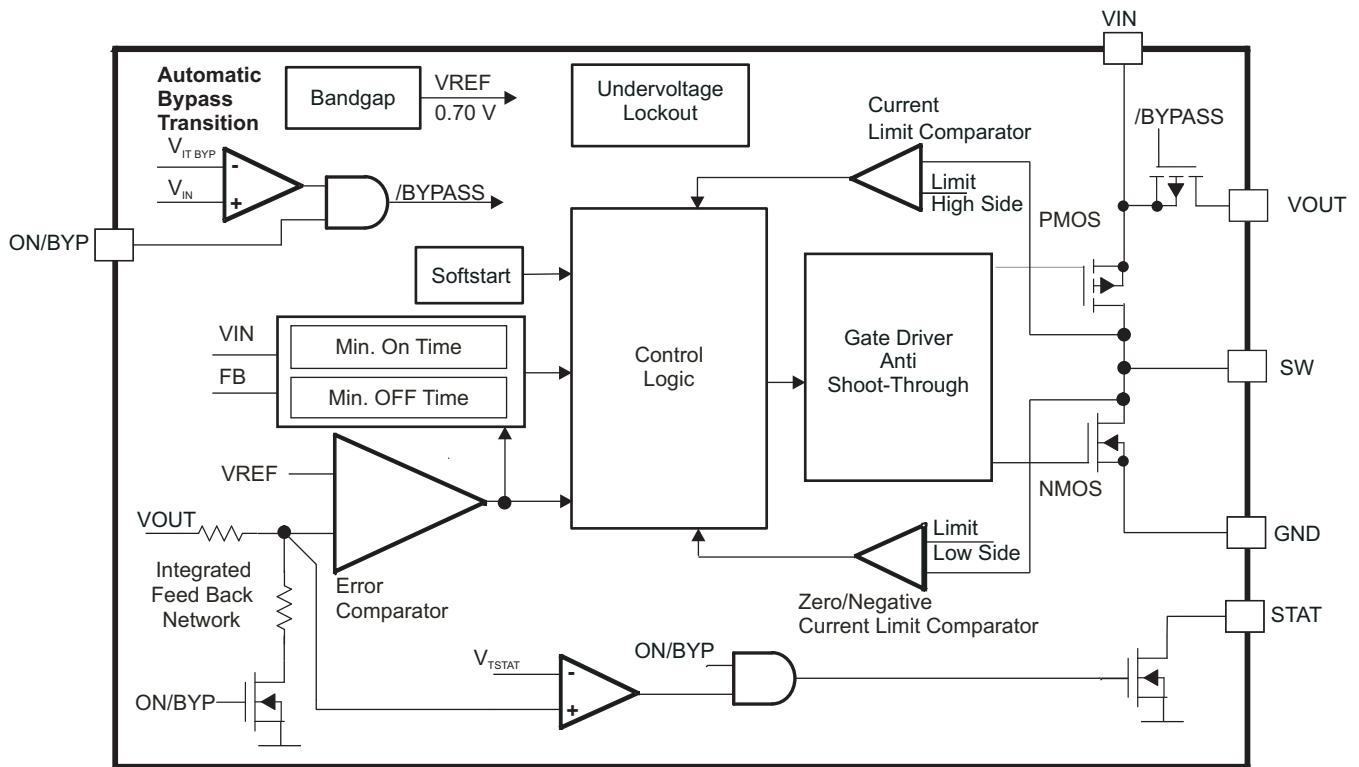 VIN
Automatic
Bypass
Transition
Bandgap
VREF
0.70 V
Undervoltage
Lockout
Current
Limit Comparator
/BYPASS
V IT BYP
-
V IN
+
/BYPASS
Limit
High Side
VOUT
PMOS
ON/BYP
Softstart
VIN
FB
Min. On Time
Min. OFF Time
Control
Logic
Gate Driver
Anti
Shoot-Through
SW
VREF
NMOS
VOUT
Limit
Low Side
GND
Integrated
Feed Back
Network
Error
Comparator
Zero/Negative
Current Limit Comparator
STAT
V TSTAT
-
+
ON/BYP
ON/BYP